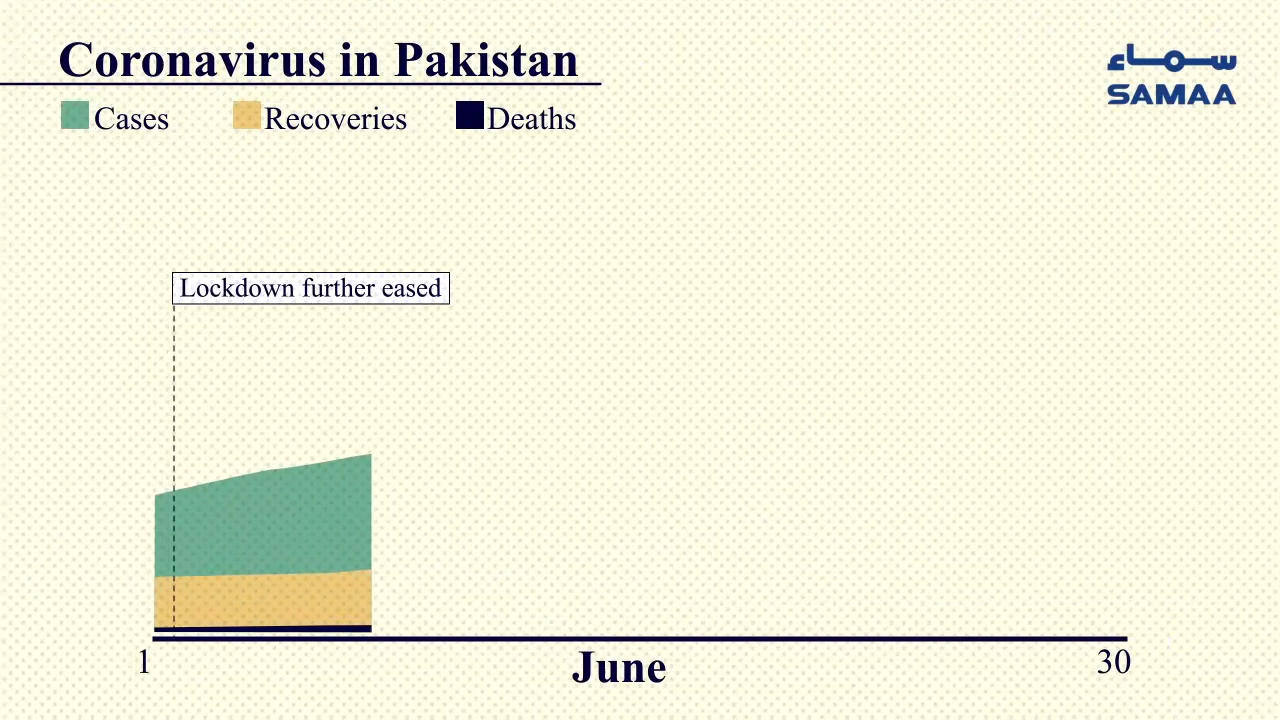 Coronavirus in Pakistan
سماء
SAMAA
Cases Recoveries Deaths
Lockdown further eased
1 June 30